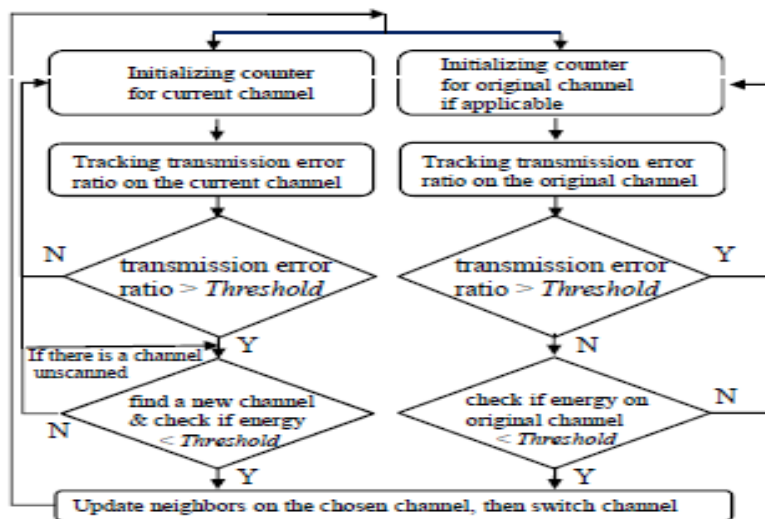 Initializing counter
for current channel
Initializing counter
for original channel
if applicable
Tracking transmission error
ratio on the current channel
Tracking transmission error
ratio on the original channel
N
transmission error
ratio > Threshold
Y
transmission error
ratio > Threshold
Y
N
If there is a channel
unscanned
find a new channel
& check if energy
< Threshold
N
Y
check if energy on
original channel
< Threshold
N
Y
Update neighbors on the chosen channel, then switch channel